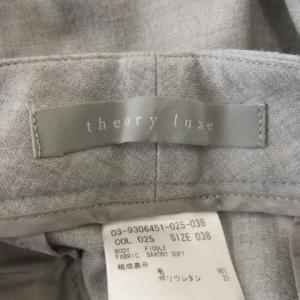 theory luxe
03-9306451-025-038
COL. 025 SIZE 038
BODY FIDDLE
FABRIC SAXONY SOFT
組成表示
毛
ポリウレタン